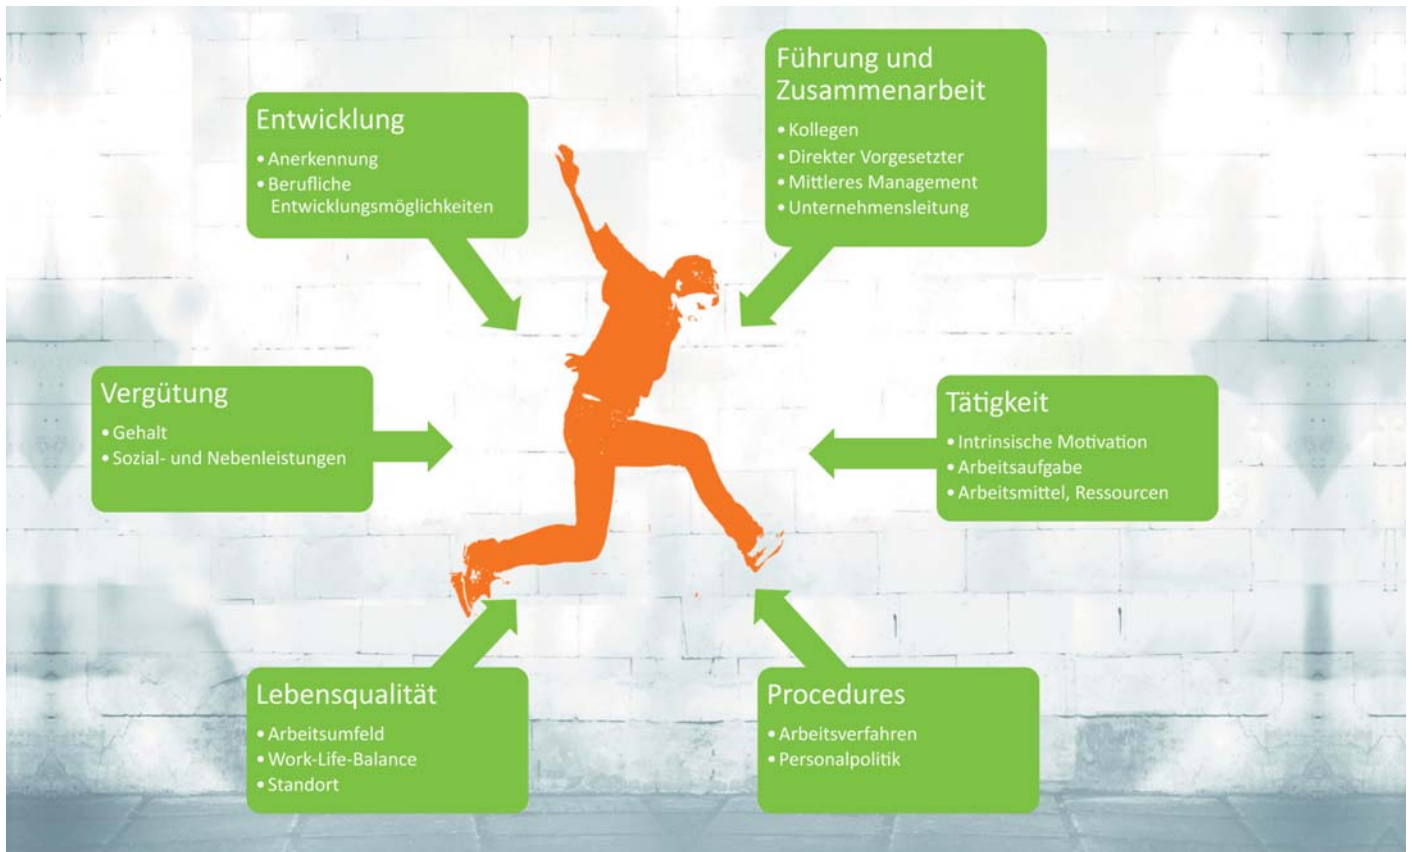 Entwicklung
• Anerkennung
• Berufliche
Entwicklungsmöglichkeiten
Führung und
Zusammenarbeit
• Kollegen
• Direkter Vorgesetzter
• Mittleres Management
• Unternehmensleitung
Vergütung
• Gehalt
• Sozial- und Nebenleistungen
Tätigkeit
• Intrinsische Motivation
• Arbeitsaufgabe
• Arbeitsmittel, Ressourcen
Lebensqualität
• Arbeitsumfeld
• Work-Life-Balance
• Standort
Procedures
• Arbeitsverfahren
• Personalpolitik